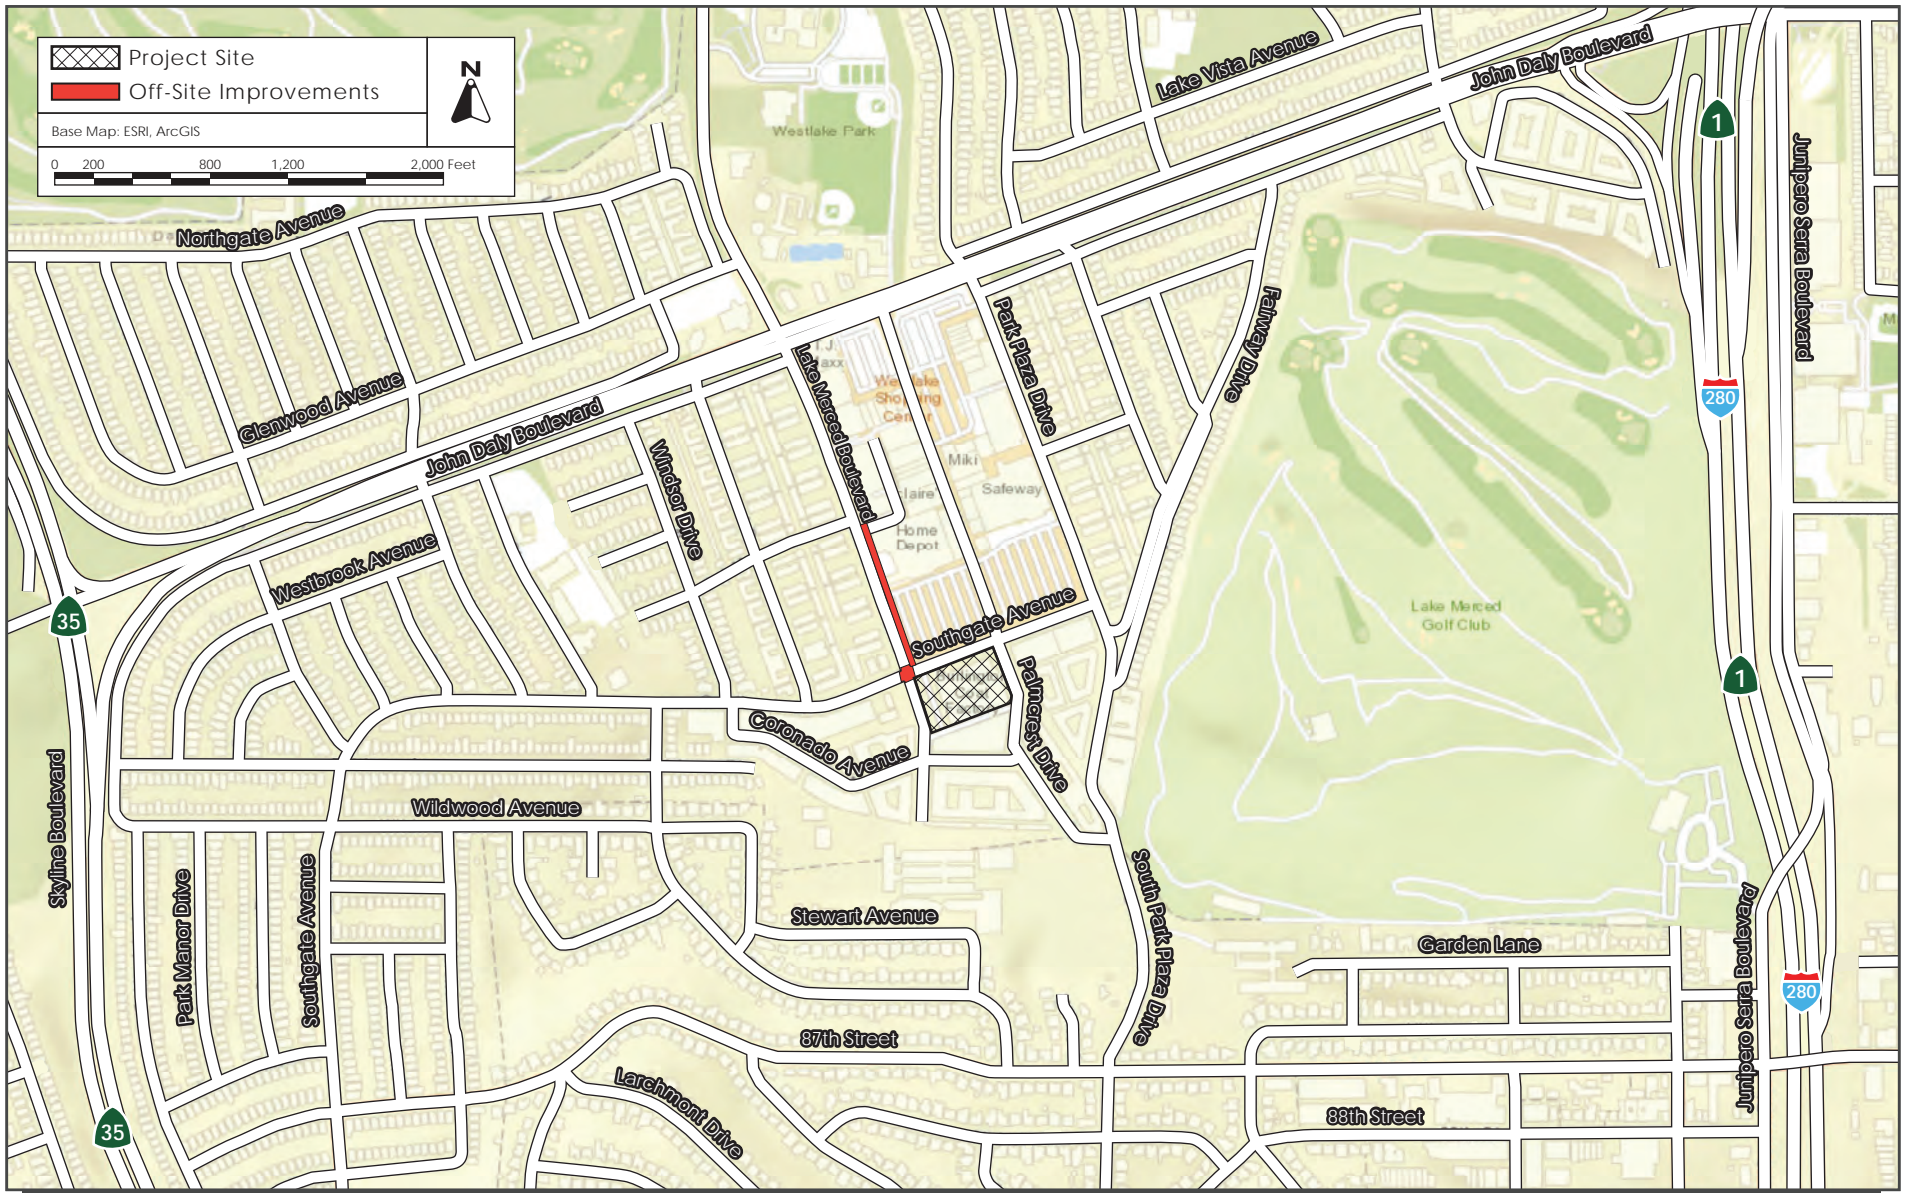 Project Site
Off-Site Improvements
N
Base Map: ESRI, ArcGIS
0 200 800 1,200 2,000 Feet
Westlake Park
Lake Vista Avenue
John Daly Boulevard
1
Junipero Serra Boulevard
Northgate Avenue
Glenwood Avenue
John Daly Boulevard
Lake Merced Boulevard
Westlake
Shopping
Center
Park Plaza Drive
Fairway Drive
280
Windsor Drive
Miki
Safeway
Home
Depot
Westbrook Avenue
35
Southgate Avenue
Lake Merced
Golf Club
1
Palmcrest Drive
Coronado Avenue
Skyline Boulevard
Wildwood Avenue
Park Manor Drive
Southgate Avenue
Stewart Avenue
South Park Plaza Drive
Garden Lane
Junipero Serra Boulevard
280
87th Street
Larchmont Drive
88th Street
35